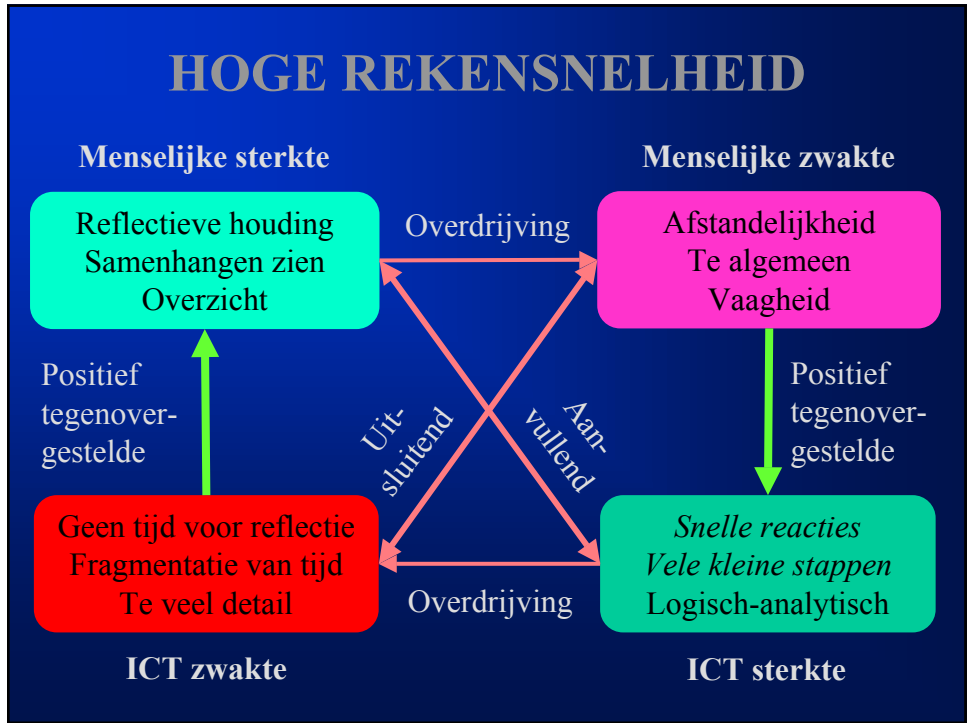 HOGE REKENSNELHEID
Menselijke sterkte
Menselijke zwakte
Reflectieve houding
Samenhangen zien
Overzicht
Overdrijving
Afstandelijkheid
Te algemeen
Vaagheid
Positief
tegenover-
gestelde
Uit-
sluitend
Aan-
vullend
Positief
tegenover-
gestelde
Geen tijd voor reflectie
Fragmentatie van tijd
Te veel detail
Overdrijving
Snelle reacties
Vele kleine stappen
Logisch-analytisch
ICT zwakte
ICT sterkte